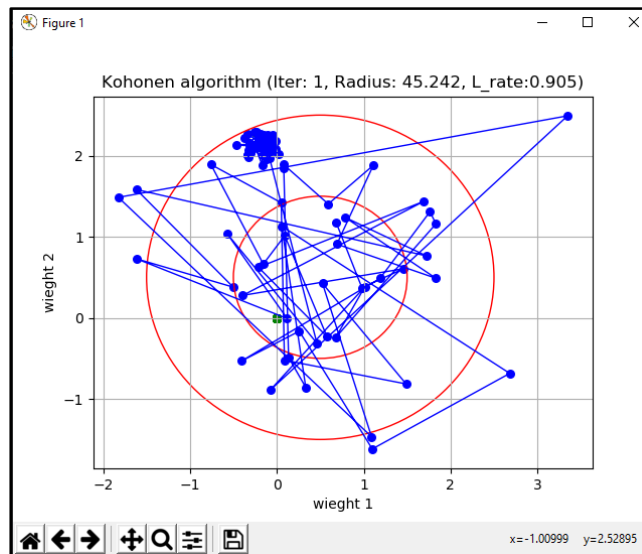 Figure 1
Kohonen algorithm (Iter: 1, Radius: 45.242, L_rate:0.905)
2
1
0
−1
wieght 2
−2
−1
0
1
2
3
wieght 1
x=-1.00999 y=2.52895